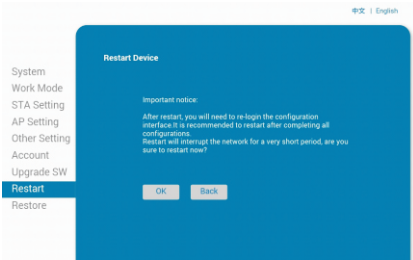 中文 | English
Restart Device
System
Work Mode
STA Setting
AP Setting
Other Setting
Account
Upgrade SW
Restart
Restore
Important notice:
After restart, you will need to re-login the configuration
interface.It is recommended to restart after completing all
configurations.
Restart will interrupt the network for a very short period, are you
sure to restart now?
OK Back